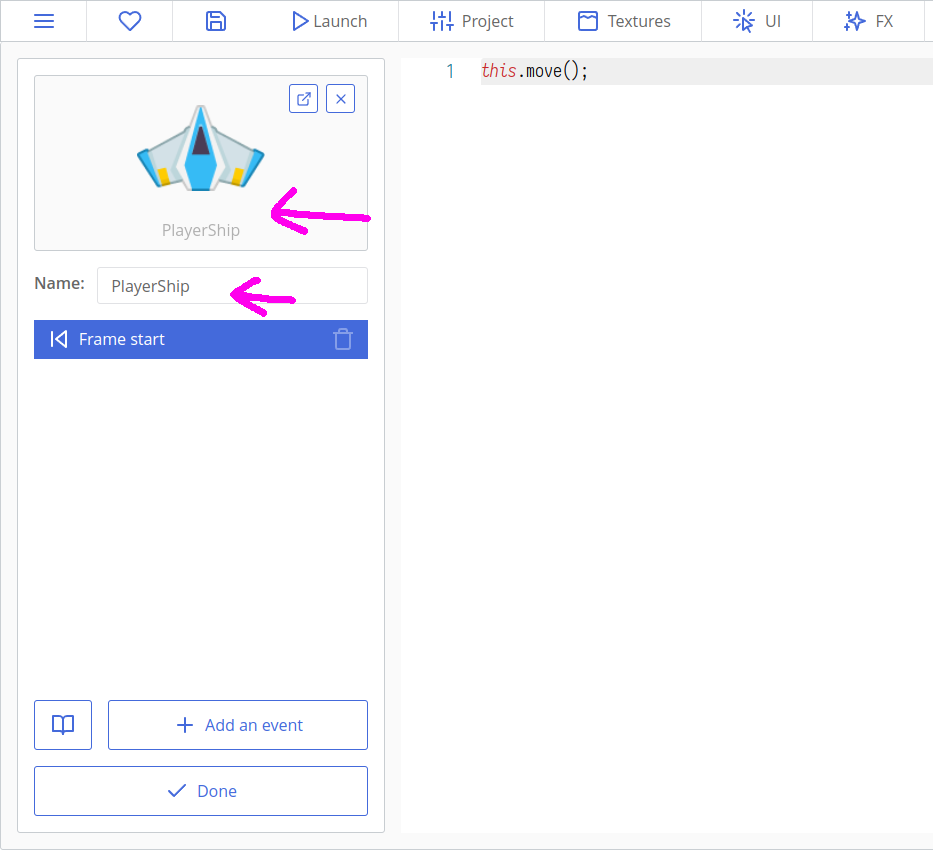 Launch Project Textures UI FX
1 this.move();
PlayerShip
Name: PlayerShip
Frame start
Add an event
Done